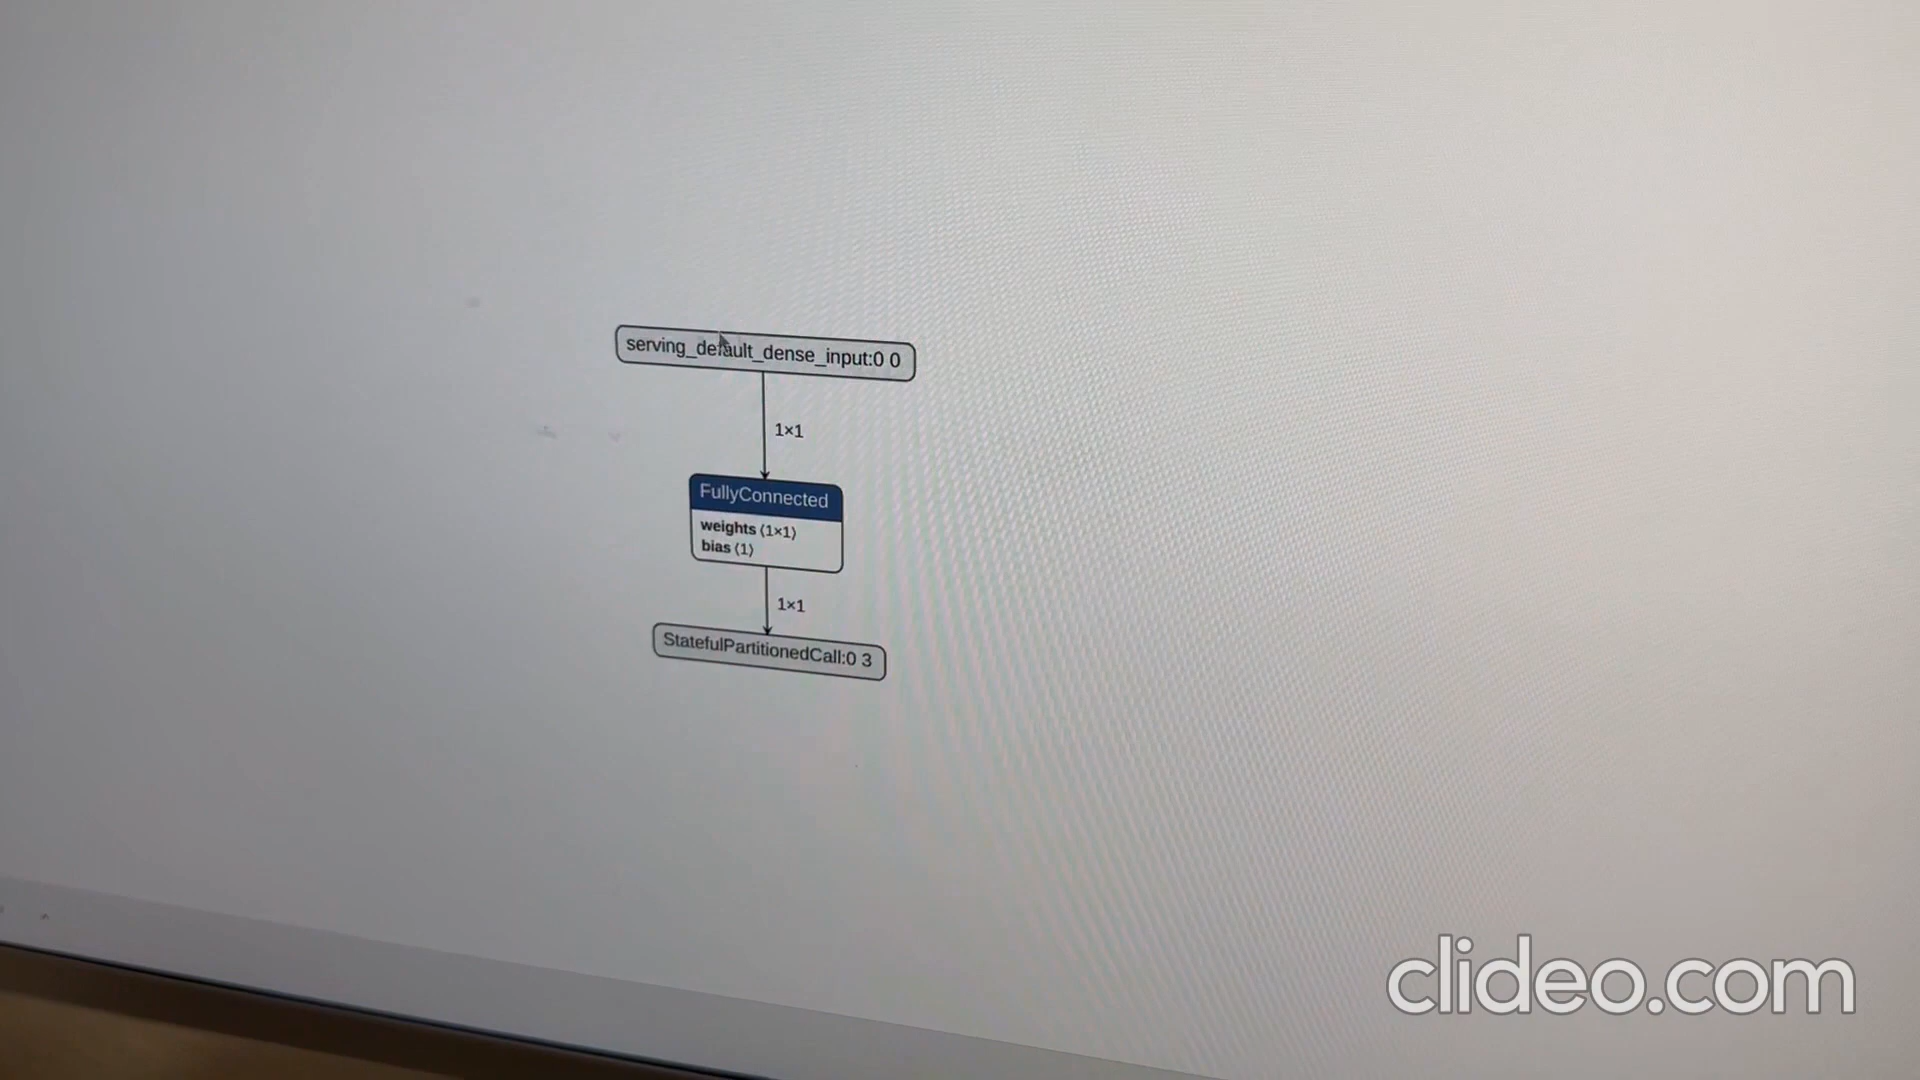 serving_default_dense_input:0 0
1×1
FullyConnected
weights ⟨1×1⟩
bias ⟨1⟩
1×1
StatefulPartitionedCall:0 3
clideo.com